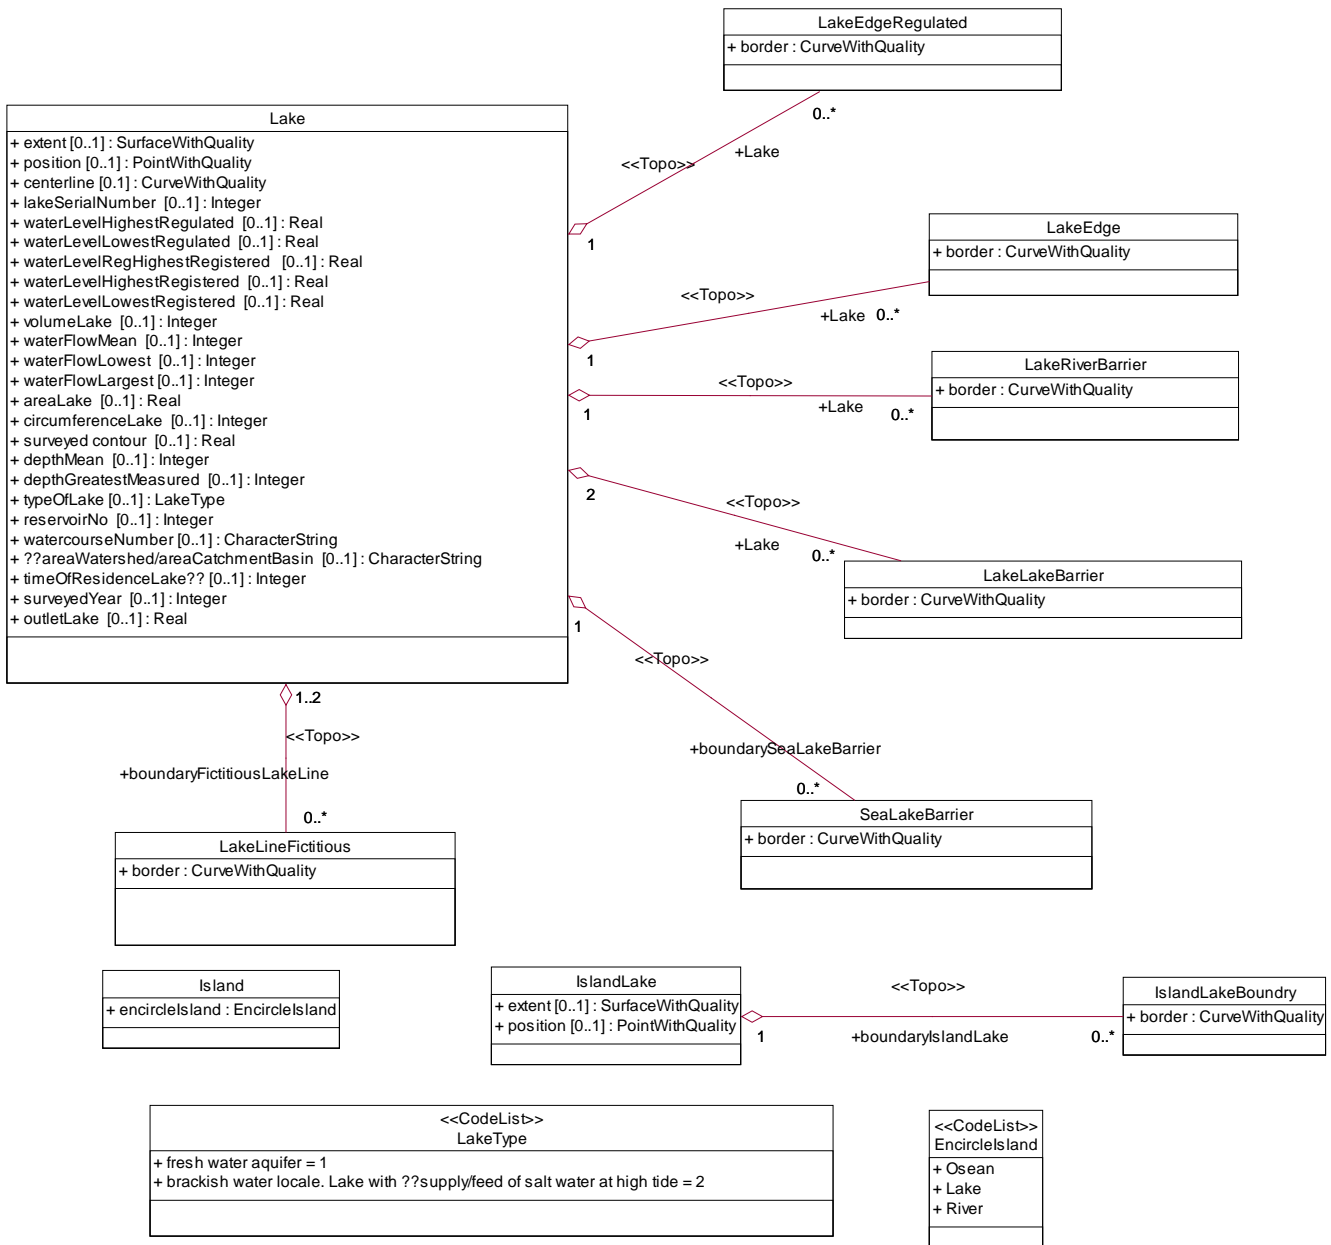 LakeEdgeRegulated
+ border : CurveWithQuality
0..*
+Lake
<<Topo>>
1
Lake
+ extent [0..1] : SurfaceWithQuality
+ position [0..1] : PointWithQuality
+ centerline [0.1] : CurveWithQuality
+ lakeSerialNumber [0..1] : Integer
+ waterLevelHighestRegulated [0..1] : Real
+ waterLevelLowestRegulated [0..1] : Real
+ waterLevelRegHighestRegistered [0..1] : Real
+ waterLevelHighestRegistered [0..1] : Real
+ waterLevelLowestRegistered [0..1] : Real
+ volumeLake [0..1] : Integer
+ waterFlowMean [0..1] : Integer
+ waterFlowLowest [0..1] : Integer
+ waterFlowLargest [0..1] : Integer
+ areaLake [0..1] : Real
+ circumferenceLake [0..1] : Integer
+ surveyed contour [0..1] : Real
+ depthMean [0..1] : Integer
+ depthGreatestMeasured [0..1] : Integer
+ typeOfLake [0..1] : LakeType
+ reservoirNo [0..1] : Integer
+ watercourseNumber [0..1] : CharacterString
+ ??areaWatershed/areaCatchmentBasin [0..1] : CharacterString
+ timeOfResidenceLake?? [0..1] : Integer
+ surveyedYear [0..1] : Integer
+ outletLake [0..1] : Real
LakeEdge
+ border : CurveWithQuality
<<Topo>>
+Lake 0..*
1
LakeRiverBarrier
+ border : CurveWithQuality
<<Topo>>
+Lake 0..*
1
2
<<Topo>>
+Lake 0..*
LakeLakeBarrier
+ border : CurveWithQuality
1
<<Topo>>
+boundarySeaLakeBarrier
0..*
SeaLakeBarrier
+ border : CurveWithQuality
1..2
<<Topo>>
+boundaryFictitiousLakeLine
0..*
LakeLineFictitious
+ border : CurveWithQuality
Island
+ encircleIsland : EncircleIsland
IslandLake
+ extent [0..1] : SurfaceWithQuality
+ position [0..1] : PointWithQuality
<<Topo>>
1
+boundaryIslandLake
0..*
IslandLakeBoundry
+ border : CurveWithQuality
<<CodeList>>
LakeType
+ fresh water aquifer = 1
+ brackish water locale. Lake with ??supply/feed of salt water at high tide = 2
<<CodeList>>
EncircleIsland
+ Osean
+ Lake
+ River